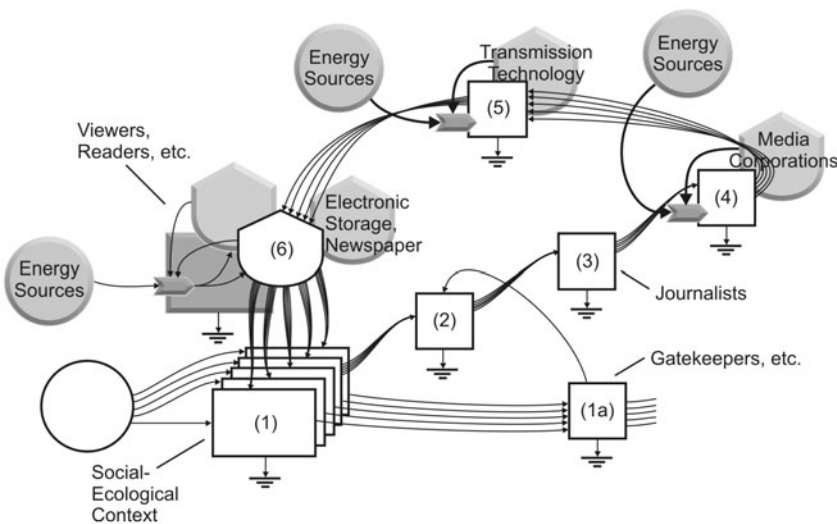 Energy
Sources
Transmission
Technology
Energy
Sources
(5)
Viewers,
Readers, etc.
Media
Corporations
(4)
Electronic
Storage,
Newspaper
(6)
Energy
Sources
(3)
Journalists
(2)
Gatekeepers, etc.
(1a)
(1)
Social-
Ecological
Context